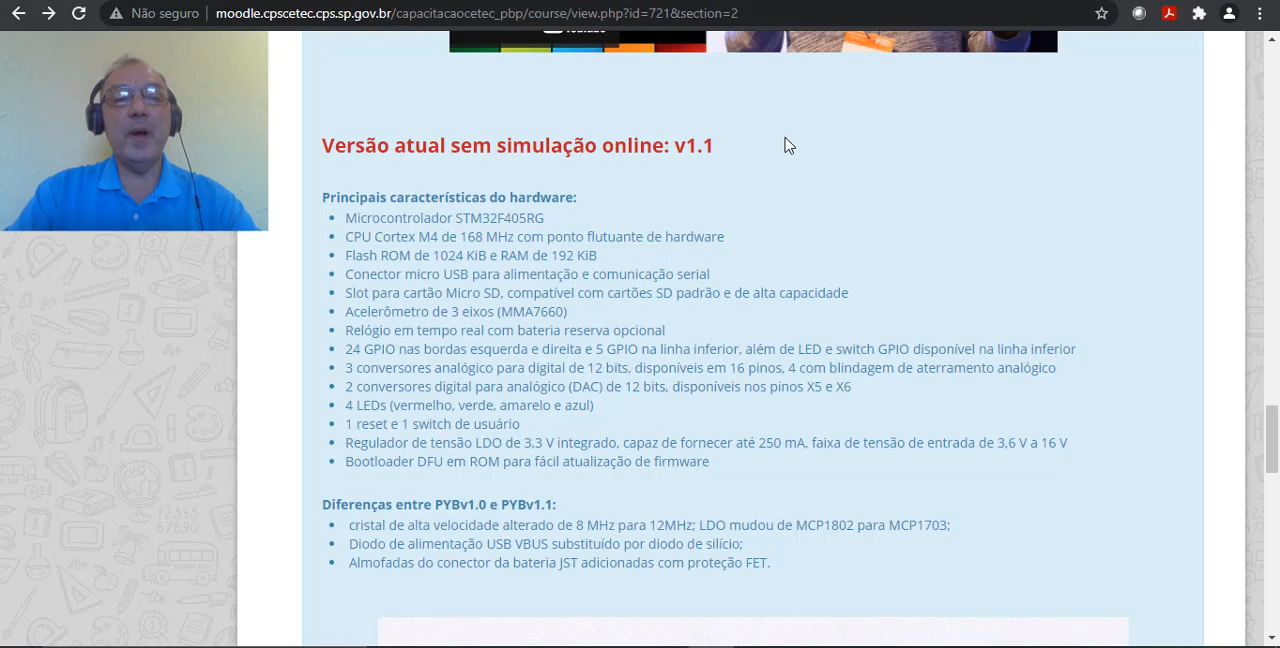 Não seguro | moodle.cpscetec.cps.sp.gov.br/capacitacaocetec_pbp/course/view.php?id=721&section=2
YouTube
Versão atual sem simulação online: v1.1
Principais características do hardware:
Microcontrolador STM32F405RG
CPU Cortex M4 de 168 MHz com ponto flutuante de hardware
Flash ROM de 1024 KiB e RAM de 192 KiB
Conector micro USB para alimentação e comunicação serial
Slot para cartão Micro SD, compatível com cartões SD padrão e de alta capacidade
Acelerômetro de 3 eixos (MMA7660)
Relógio em tempo real com bateria reserva opcional
24 GPIO nas bordas esquerda e direita e 5 GPIO na linha inferior, além de LED e switch GPIO disponível na linha inferior
3 conversores analógico para digital de 12 bits, disponíveis em 16 pinos, 4 com blindagem de aterramento analógico
2 conversores digital para analógico (DAC) de 12 bits, disponíveis nos pinos X5 e X6
4 LEDs (vermelho, verde, amarelo e azul)
1 reset e 1 switch de usuário
Regulador de tensão LDO de 3,3 V integrado, capaz de fornecer até 250 mA, faixa de tensão de entrada de 3,6 V a 16 V
Bootloader DFU em ROM para fácil atualização de firmware
Diferenças entre PYBv1.0 e PYBv1.1:
cristal de alta velocidade alterado de 8 MHz para 12MHz; LDO mudou de MCP1802 para MCP1703;
Diodo de alimentação USB VBUS substituído por diodo de silício;
Almofadas do conector da bateria JST adicionadas com proteção FET.